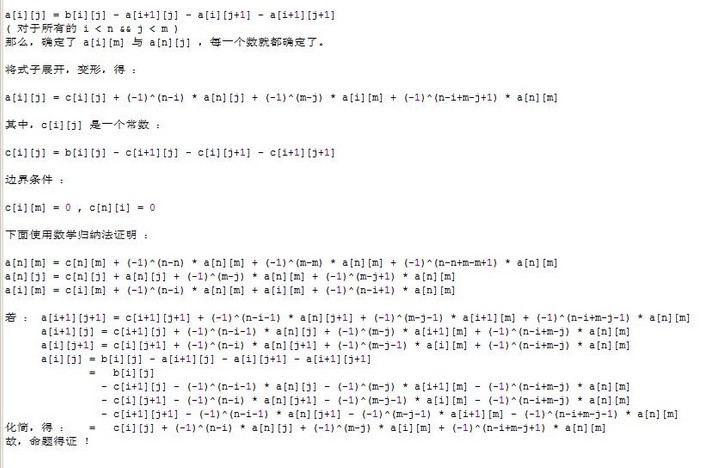 a[i][j] = b[i][j] - a[i+1][j] - a[i][j+1] - a[i+1][j+1]
( 对于所有的 i < n && j < m )
那么，确定了 a[i][m] 与 a[n][j] ，每一个数就都确定了。
将式子展开，变形，得 ：
a[i][j] = c[i][j] + (-1)^(n-i) * a[n][j] + (-1)^(m-j) * a[i][m] + (-1)^(n-i+m-j+1) * a[n][m]
其中，c[i][j] 是一个常数 ：
c[i][j] = b[i][j] - c[i+1][j] - c[i][j+1] - c[i+1][j+1]
边界条件 ：
c[i][m] = 0 , c[n][i] = 0
下面使用数学归纳法证明 ：
a[n][m] = c[n][m] + (-1)^(n-n) * a[n][m] + (-1)^(m-m) * a[n][m] + (-1)^(n-n+m-m+1) * a[n][m]
a[n][j] = c[n][j] + a[n][j] + (-1)^(m-j) * a[n][m] + (-1)^(m-j+1) * a[n][m]
a[i][m] = c[i][m] + (-1)^(n-i) * a[n][m] + a[i][m] + (-1)^(n-i+1) * a[n][m]
若 ： a[i+1][j+1] = c[i+1][j+1] + (-1)^(n-i-1) * a[n][j+1] + (-1)^(m-j-1) * a[i+1][m] + (-1)^(n-i+m-j-1) * a[n][m]
a[i+1][j] = c[i+1][j] + (-1)^(n-i-1) * a[n][j] + (-1)^(m-j) * a[i+1][m] + (-1)^(n-i+m-j) * a[n][m]
a[i][j+1] = c[i][j+1] + (-1)^(n-i) * a[n][j+1] + (-1)^(m-j-1) * a[i][m] + (-1)^(n-i+m-j) * a[n][m]
a[i][j] = b[i][j] - a[i+1][j] - a[i][j+1] - a[i+1][j+1]
= b[i][j]
- c[i+1][j] - (-1)^(n-i-1) * a[n][j] - (-1)^(m-j) * a[i+1][m] - (-1)^(n-i+m-j) * a[n][m]
- c[i][j+1] - (-1)^(n-i) * a[n][j+1] - (-1)^(m-j-1) * a[i][m] - (-1)^(n-i+m-j) * a[n][m]
- c[i+1][j+1] - (-1)^(n-i-1) * a[n][j+1] - (-1)^(m-j-1) * a[i+1][m] - (-1)^(n-i+m-j-1) * a[n][m]
化简，得 ： = c[i][j] + (-1)^(n-i) * a[n][j] + (-1)^(m-j) * a[i][m] + (-1)^(n-i+m-j+1) * a[n][m]
故，命题得证 ！